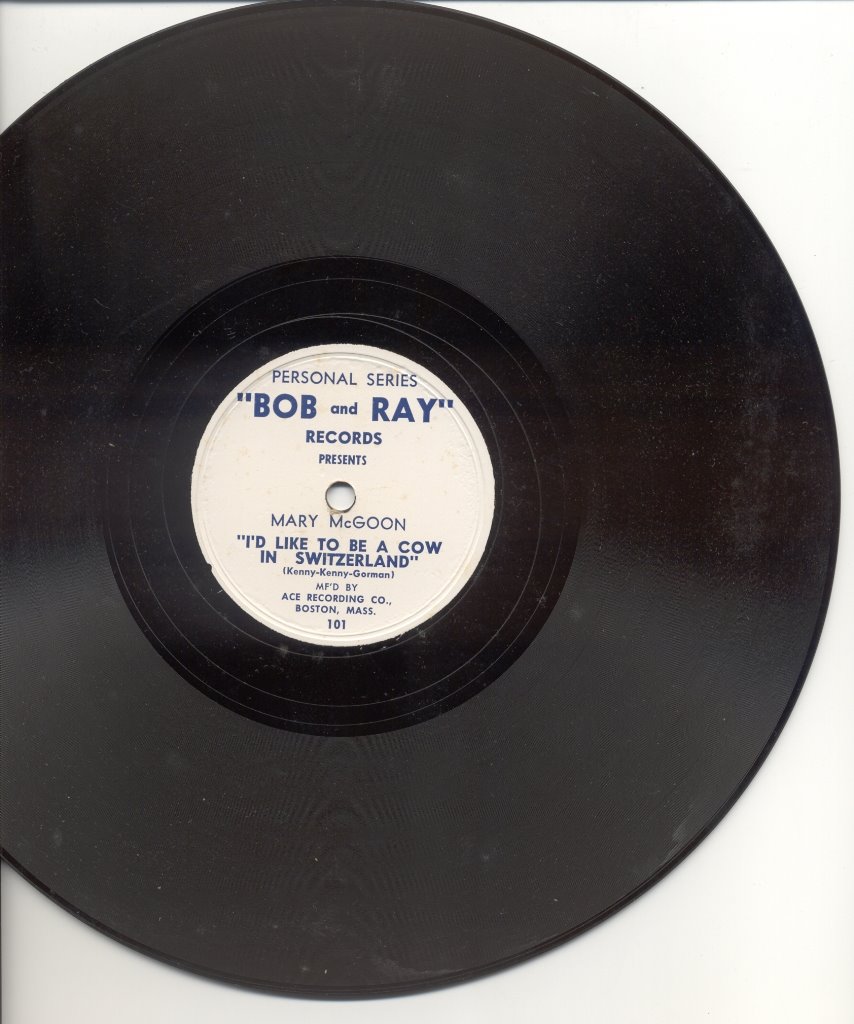 PERSONAL SERIES
"BOB and RAY"
RECORDS
PRESENTS
MARY McGOON
"I'D LIKE TO BE A COW
IN SWITZERLAND"
(Kenny-Kenny-Gorman)
MF'D BY
ACE RECORDING CO.,
BOSTON, MASS.
101